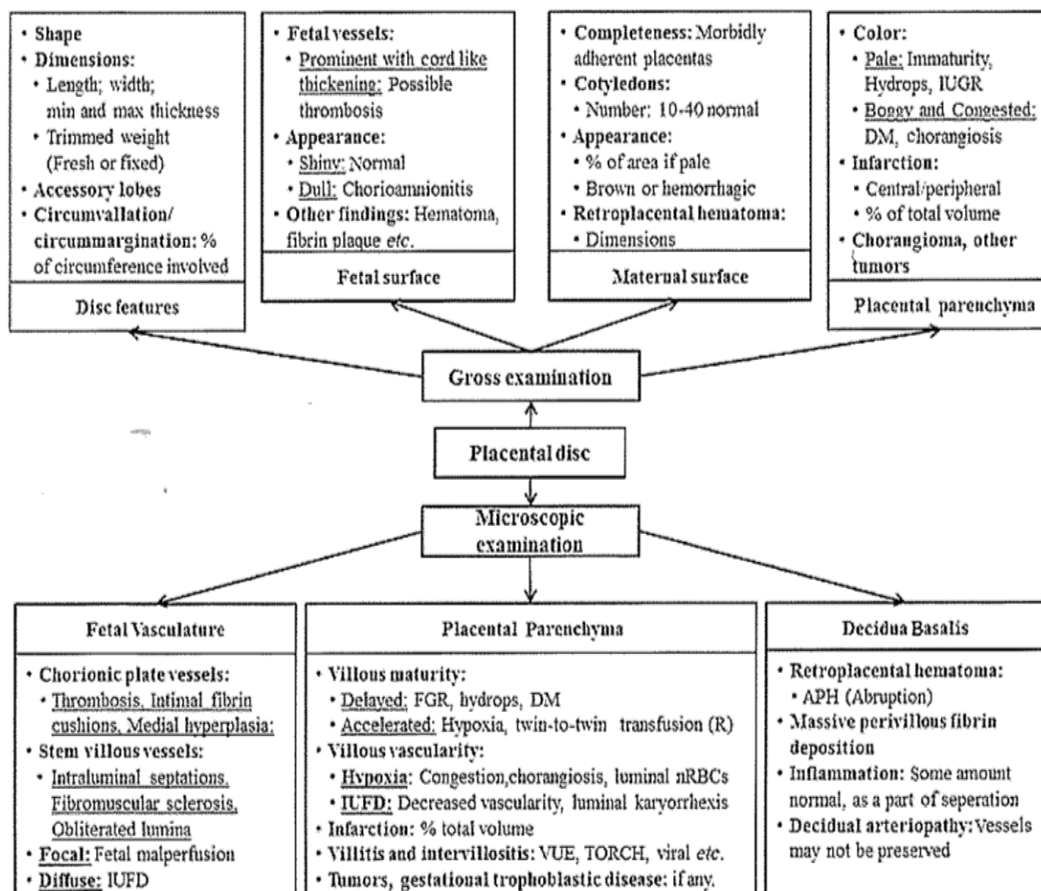 • Shape
• Dimensions:
• Length; width;
min and max thickness
• Trimmed weight
(Fresh or fixed)
• Accessory lobes
• Circumvallation/
circummargination: %
of circumference involved
Disc features
• Fetal vessels:
• Prominent with cord like
thickening: Possible
thrombosis
• Appearance:
• Shiny: Normal
• Dull: Chorioamnionitis
• Other findings: Hematoma,
fibrin plaque etc.
Fetal surface
• Completeness: Morbidly
adherent placentas
• Cotyledons:
• Number: 10-40 normal
• Appearance:
• % of area if pale
• Brown or hemorrhagic
• Retroplacental hematoma:
• Dimensions
Maternal surface
• Color:
• Pale: Immaturity,
Hydrops, IUGR
• Boggy and Congested:
DM, chorangiosis
• Infarction:
• Central/peripheral
• % of total volume
• Chorangioma, other
tumors
Placental parenchyma
Gross examination
Placental disc
Microscopic
examination
Fetal Vasculature
• Chorionic plate vessels:
• Thrombosis, Intimal fibrin
cushions, Medial hyperplasia:
• Stem villous vessels:
• Intraluminal septations,
Fibromuscular sclerosis,
Obliterated lumina
• Focal: Fetal malperfusion
• Diffuse: IUFD
Placental Parenchyma
• Villous maturity:
• Delayed: FGR, hydrops, DM
• Accelerated: Hypoxia, twin-to-twin transfusion (R)
• Villous vascularity:
• Hypoxia: Congestion,chorangiosis, luminal nRBCs
• IUFD: Decreased vascularity, luminal karyorrhexis
• Infarction: % total volume
• Villitis and intervillositis: VUE, TORCH, viral etc.
• Tumors, gestational trophoblastic disease: if any.
Decidua Basalis
• Retroplacental hematoma:
• APH (Abruption)
• Massive perivillous fibrin
deposition
• Inflammation: Some amount
normal, as a part of seperation
• Decidual arteriopathy: Vessels
may not be preserved